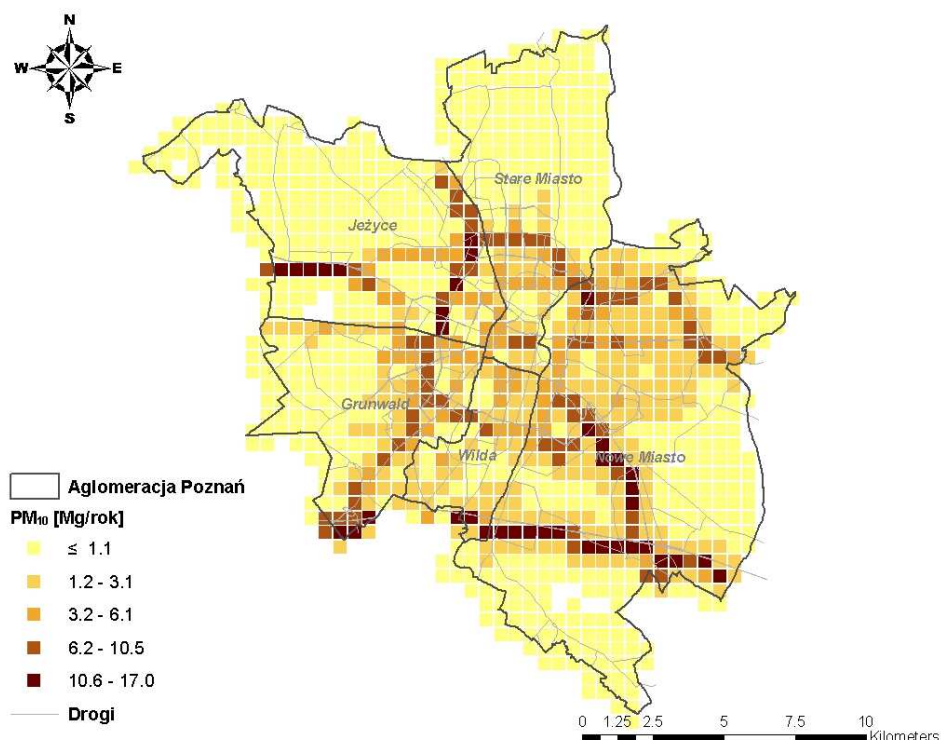 N
W E
S
Stare Miasto
Jeżyce
Grunwald
Wilda
Nowe Miasto
Aglomeracja Poznań
PM₁₀ [Mg/rok]
≤ 1.1
1.2 - 3.1
3.2 - 6.1
6.2 - 10.5
10.6 - 17.0
Drogi
0 1.25 2.5 5 7.5 10
Kilometers